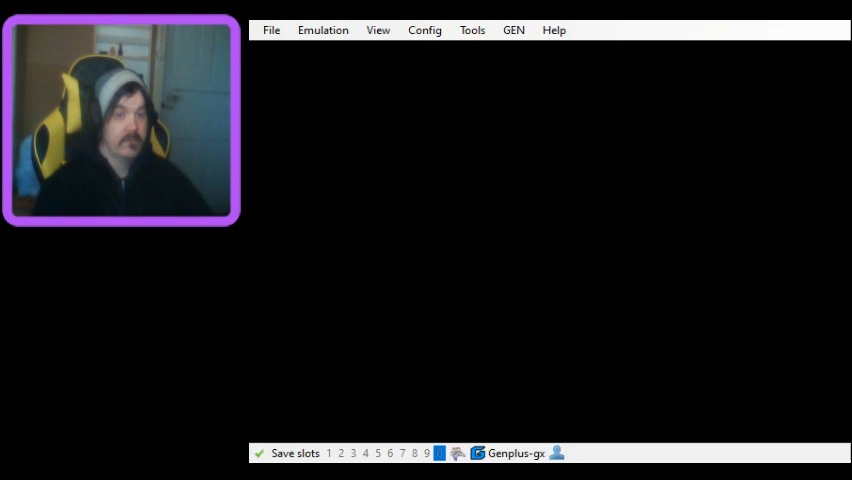 File Emulation View Config Tools GEN Help
Save slots 1 2 3 4 5 6 7 8 9 Genplus-gx